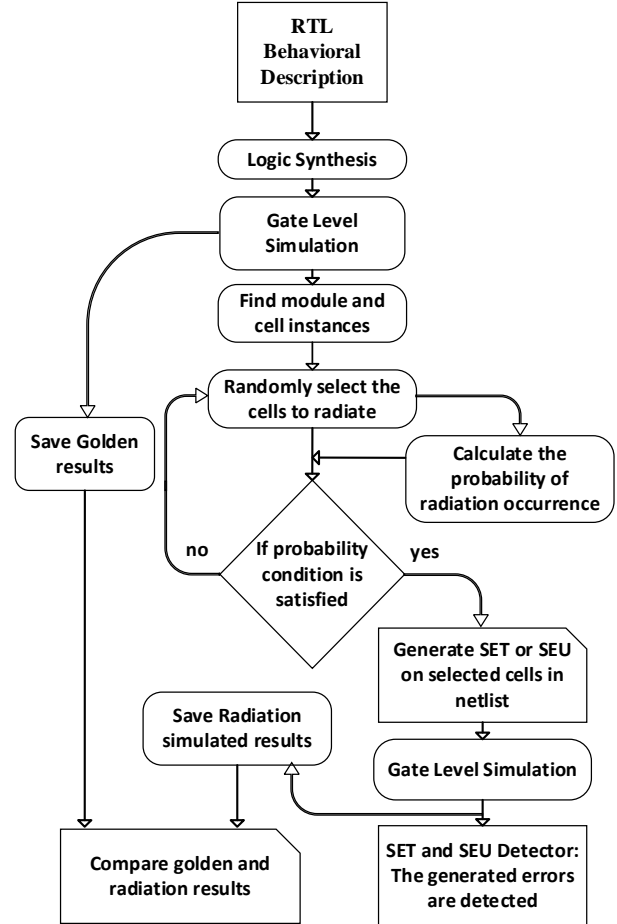 RTL
Behavioral
Description
Logic Synthesis
Gate Level
Simulation
Find module and
cell instances
Randomly select the
cells to radiate
Save Golden
results
Calculate the
probability of
radiation occurrence
no
If probability
condition is
satisfied
yes
Generate SET or SEU
on selected cells in
netlist
Save Radiation
simulated results
Gate Level Simulation
Compare golden and
radiation results
SET and SEU Detector:
The generated errors
are detected